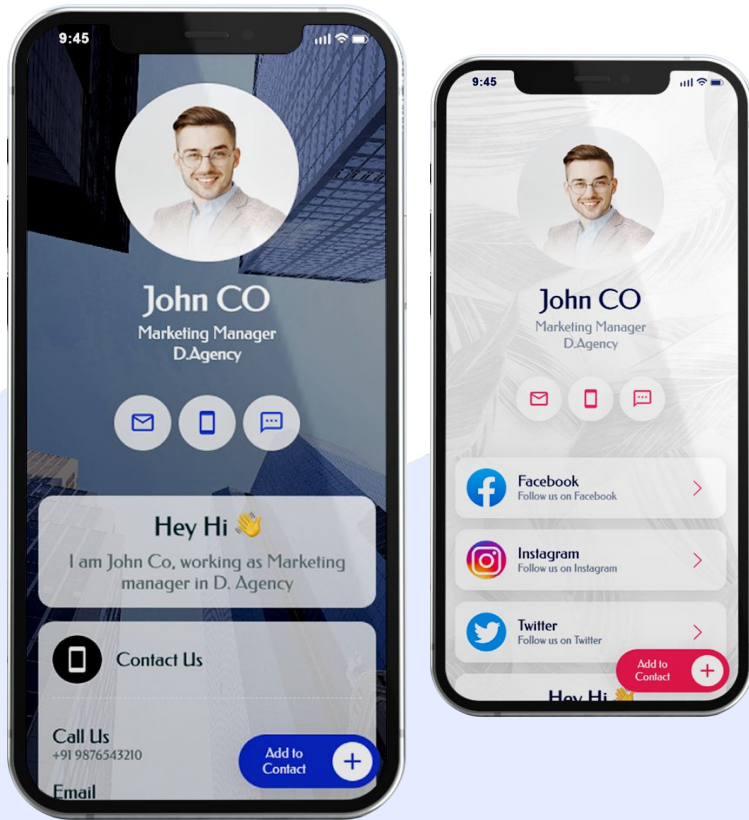 9:45
John CO
Marketing Manager
D.Agency
Hey Hi 👋
I am John Co, working as Marketing
manager in D. Agency
Contact Us
Call Us
+91 9876543210
Add to
Contact
Email
9:45
John CO
Marketing Manager
D.Agency
Facebook
Follow us on Facebook
Instagram
Follow us on Instagram
Twitter
Follow us on Twitter
Add to
Contact
Hey Hi 👋